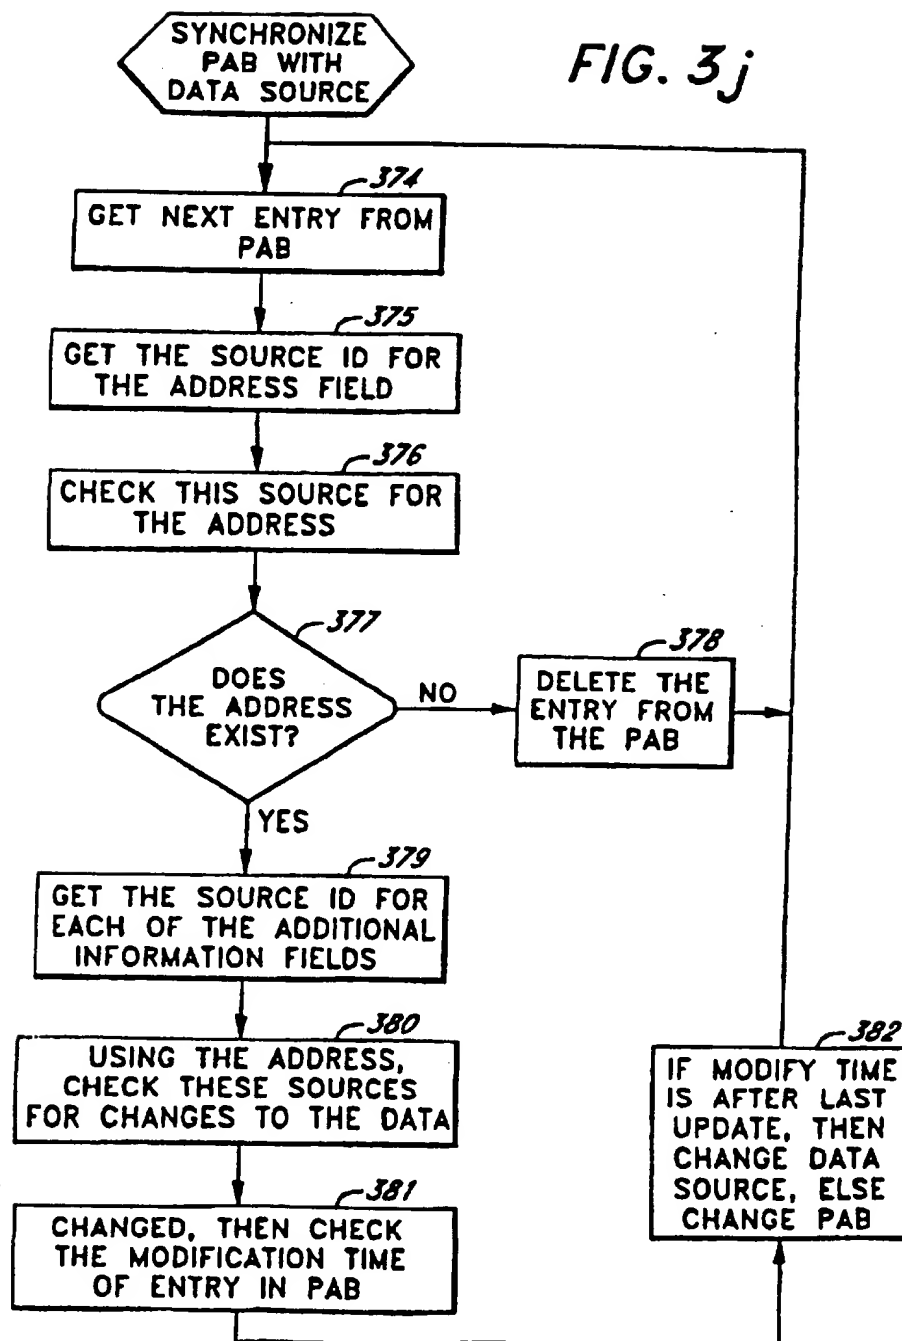 SYNCHRONIZE
PAB WITH
DATA SOURCE
FIG. 3j
374
GET NEXT ENTRY FROM
PAB
375
GET THE SOURCE ID FOR
THE ADDRESS FIELD
376
CHECK THIS SOURCE FOR
THE ADDRESS
377
DOES
THE ADDRESS
EXIST?
NO
378
DELETE THE
ENTRY FROM
THE PAB
YES
379
GET THE SOURCE ID FOR
EACH OF THE ADDITIONAL
INFORMATION FIELDS
380
USING THE ADDRESS,
CHECK THESE SOURCES
FOR CHANGES TO THE DATA
381
CHANGED, THEN CHECK
THE MODIFICATION TIME
OF ENTRY IN PAB
382
IF MODIFY TIME
IS AFTER LAST
UPDATE, THEN
CHANGE DATA
SOURCE, ELSE
CHANGE PAB